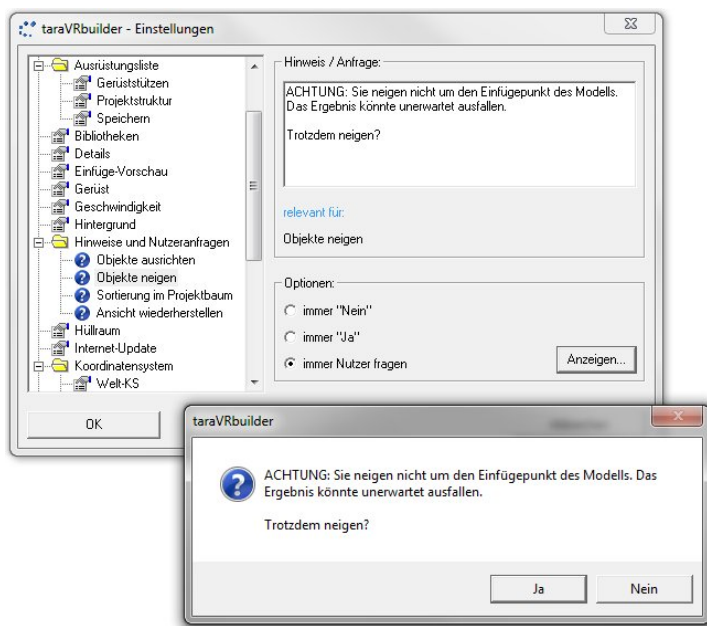 taraVRbuilder - Einstellungen
Ausrüstungsliste
Gerüststützen
Projektstruktur
Speichern
Bibliotheken
Details
Einfüge-Vorschau
Gerüst
Geschwindigkeit
Hintergrund
Hinweise und Nutzeranfragen
Objekte ausrichten
Objekte neigen
Sortierung im Projektbaum
Ansicht wiederherstellen
Hüllraum
Internet-Update
Koordinatensystem
Welt-KS
Hinweis / Anfrage:
ACHTUNG: Sie neigen nicht um den Einfügepunkt des Modells.
Das Ergebnis könnte unerwartet ausfallen.
Trotzdem neigen?
relevant für:
Objekte neigen
Optionen:
immer "Nein"
immer "Ja"
immer Nutzer fragen
Anzeigen...
OK
taraVRbuilder
ACHTUNG: Sie neigen nicht um den Einfügepunkt des Modells. Das
Ergebnis könnte unerwartet ausfallen.
Trotzdem neigen?
Ja
Nein